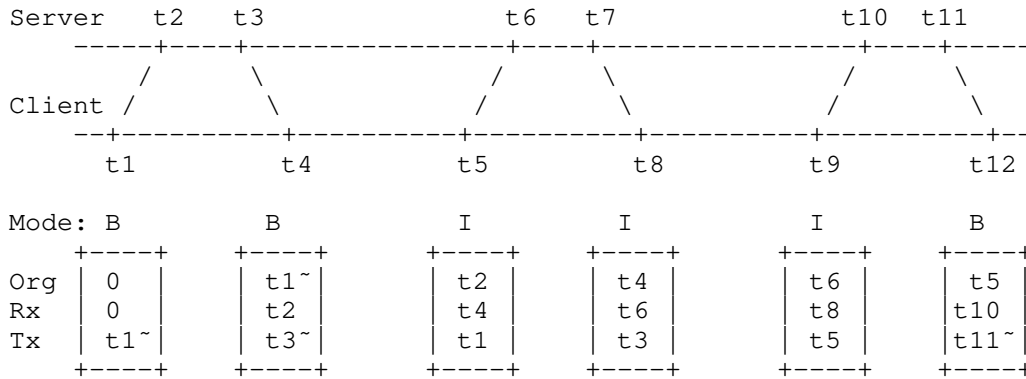 Server   t2   t3                t6   t7                t10  t11
    -----+----+----------------+----+----------------+----+-----
        /      \              /      \              /      \
Client /        \            /        \            /        \
    --+----------+----------+----------+----------+----------+--
      t1         t4         t5         t8         t9        t12
Mode: B         B           I         I           I         B
    +----+    +----+      +----+    +----+      +----+    +----+
Org | 0  |    | t1~|      | t2 |    | t4 |      | t6 |    | t5 |
Rx  | 0  |    | t2 |      | t4 |    | t6 |      | t8 |    |t10 |
Tx  | t1~|    | t3~|      | t1 |    | t3 |      | t5 |    |t11~|
    +----+    +----+      +----+    +----+      +----+    +----+